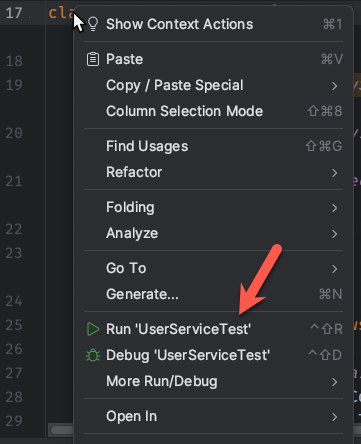 17 cla
Show Context Actions ⌥1
18
Paste ⌘V
19 Copy / Paste Special >
Column Selection Mode ⇧⌘8
20
Find Usages ⇧⌘G
21 Refactor >
22 Folding >
23 Analyze >
Go To >
24 Generate... ⌘N
25 Run 'UserServiceTest' ^⇧R
26 Debug 'UserServiceTest' ^⇧D
27
28 More Run/Debug >
29 Open In >